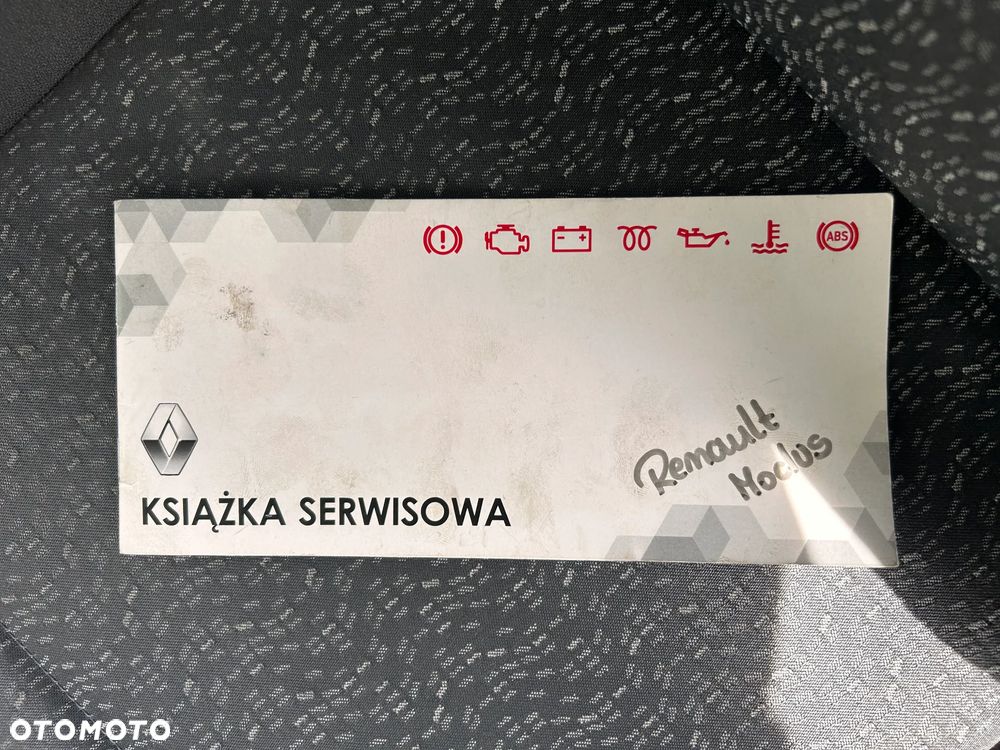 ABS
Renault
Modus
KSIĄŻKA SERWISOWA
OTOMOTO